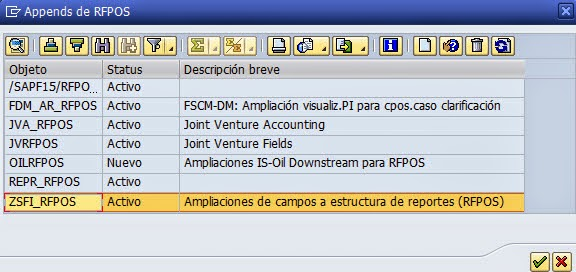 Appends de RFPOS
Objeto Status Descripción breve
/SAPF15/RFPO... Activo
FDM_AR_RFPOS Activo FSCM-DM: Ampliación visualiz.PI para cpos.caso clarificación
JVA_RFPOS Activo Joint Venture Accounting
JVRFPOS Activo Joint Venture Fields
OILRFPOS Nuevo Ampliaciones IS-Oil Downstream para RFPOS
REPR_RFPOS Activo
ZSFI_RFPOS Activo Ampliaciones de campos a estructura de reportes (RFPOS)